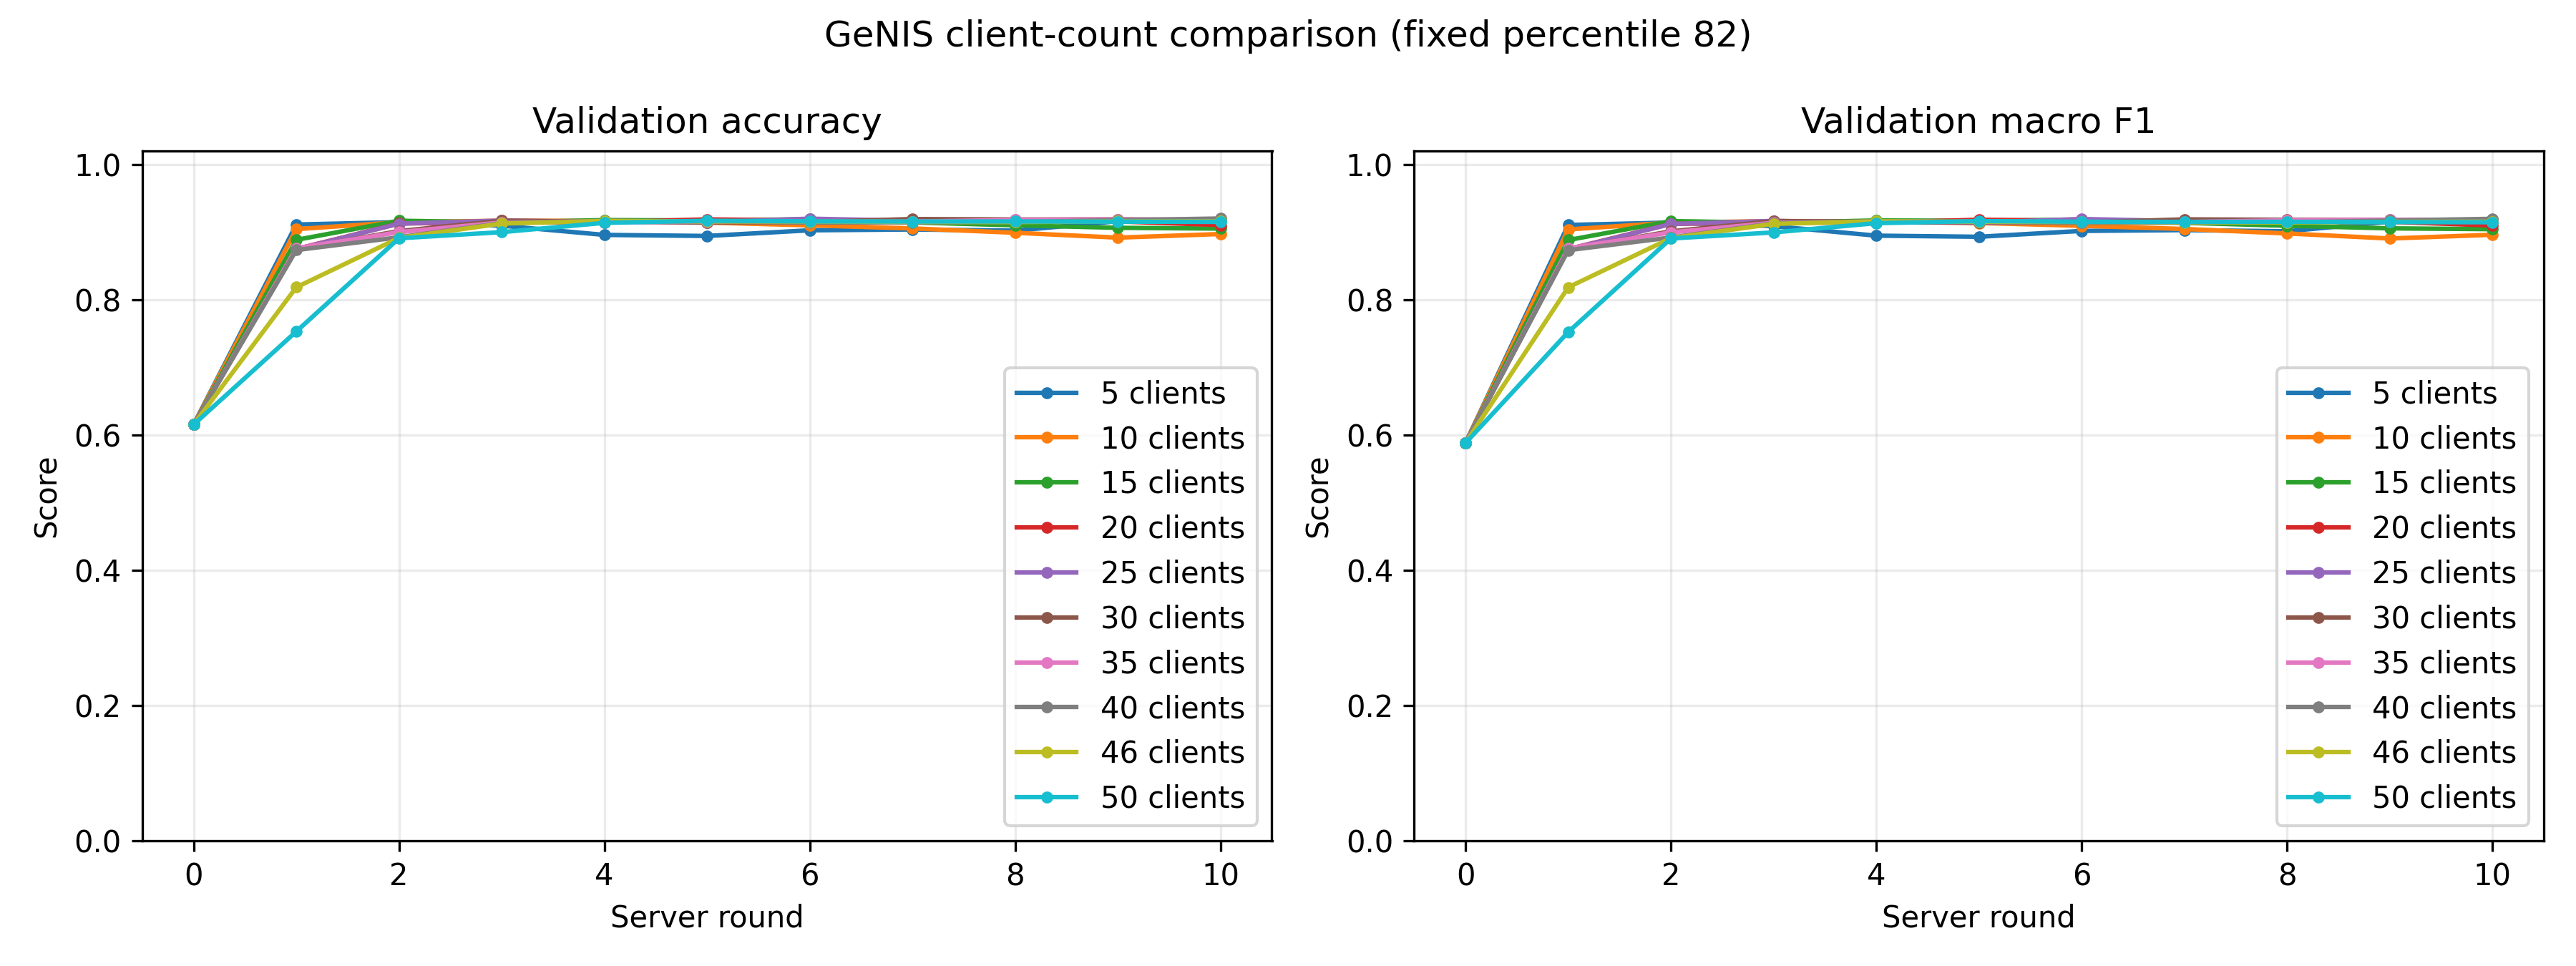 GeNIS client-count comparison (fixed percentile 82)
Validation accuracy
1.0
0.8
0.6
0.4
0.2
0.0
Score
0 2 4 6 8 10
Server round
5 clients
10 clients
15 clients
20 clients
25 clients
30 clients
35 clients
40 clients
46 clients
50 clients
Validation macro F1
1.0
0.8
0.6
0.4
0.2
0.0
Score
0 2 4 6 8 10
Server round
5 clients
10 clients
15 clients
20 clients
25 clients
30 clients
35 clients
40 clients
46 clients
50 clients